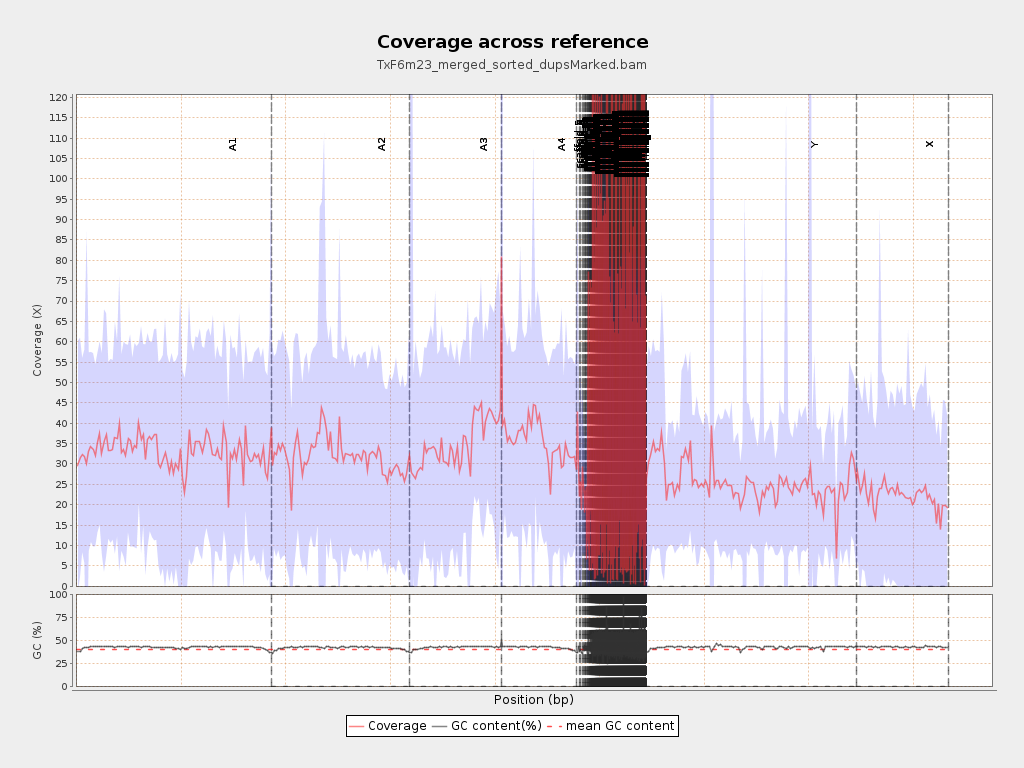 Coverage across reference
TxF6m23_merged_sorted_dupsMarked.bam
Coverage (X)
120
115
110
105
100
95
90
85
80
75
70
65
60
55
50
45
40
35
30
25
20
15
10
5
0
A1
A2
A3
A4
Y
X
GC (%)
100
75
50
25
0
Position (bp)
Coverage GC content(%) mean GC content